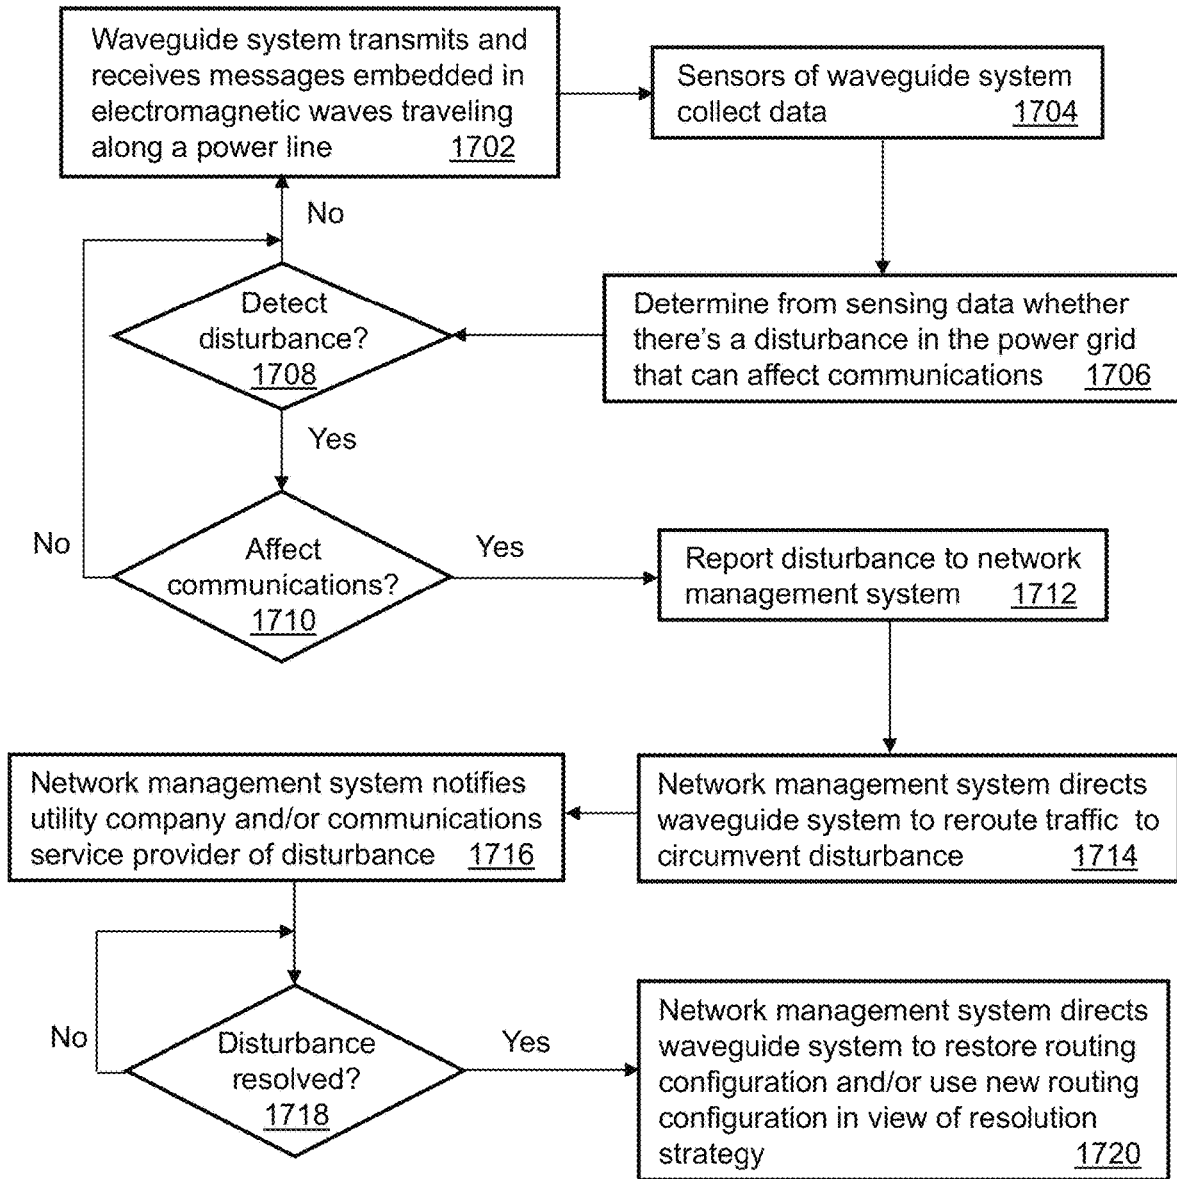 Waveguide system transmits and
receives messages embedded in
electromagnetic waves traveling
along a power line 1702
Sensors of waveguide system
collect data 1704
No
Detect
disturbance?
1708
Determine from sensing data whether
there's a disturbance in the power grid
that can affect communications 1706
Yes
No
Affect
communications?
1710
Yes
Report disturbance to network
management system 1712
Network management system notifies
utility company and/or communications
service provider of disturbance 1716
Network management system directs
waveguide system to reroute traffic to
circumvent disturbance 1714
No
Disturbance
resolved?
1718
Yes
Network management system directs
waveguide system to restore routing
configuration and/or use new routing
configuration in view of resolution
strategy 1720